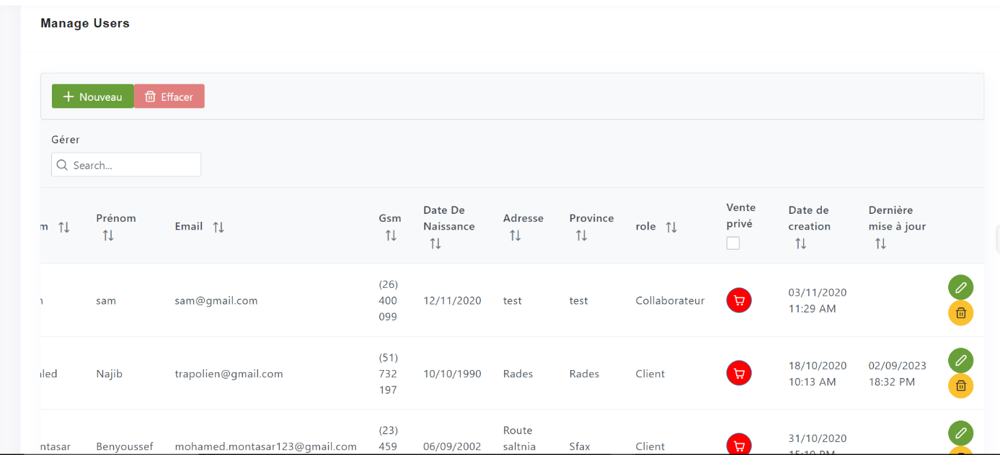 Manage Users
Nouveau Effacer
Gérer
Search...
m Prénom Email Gsm Date De Naissance Adresse Province role Vente privé Date de creation Dernière mise à jour
sam sam@gmail.com (26) 400 099 12/11/2020 test test Collaborateur 03/11/2020 11:29 AM
Najib trapolien@gmail.com (51) 732 197 10/10/1990 Rades Rades Client 18/10/2020 10:13 AM 02/09/2023 18:32 PM
ntasar Benyoussef mohamed.montasar123@gmail.com (23) 459 06/09/2002 Route saltnia Sfax Client 31/10/2020